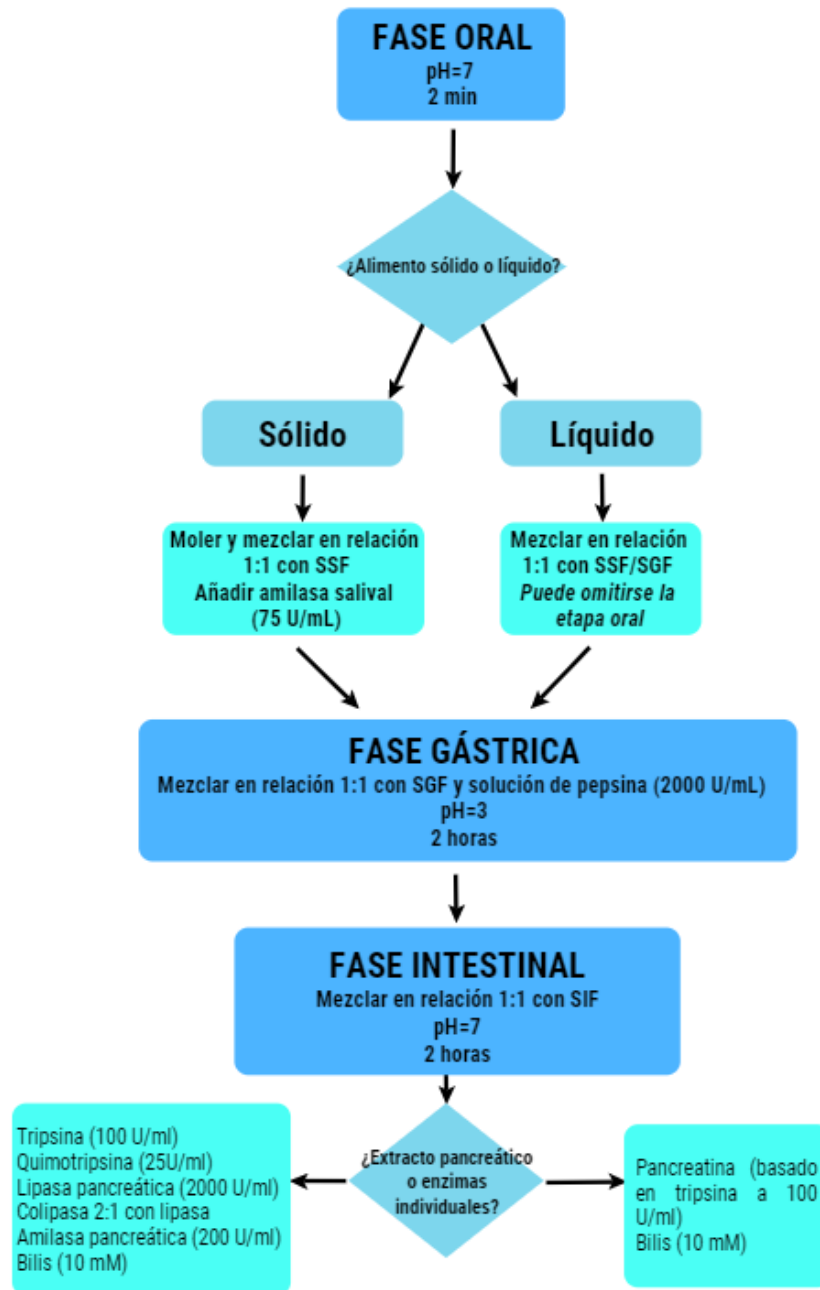 FASE ORAL
pH=7
2 min
¿Alimento sólido o líquido?
Sólido
Líquido
Moler y mezclar en relación
1:1 con SSF
Añadir amilasa salival
(75 U/mL)
Mezclar en relación
1:1 con SSF/SGF
Puede omitirse la
etapa oral
FASE GÁSTRICA
Mezclar en relación 1:1 con SGF y solución de pepsina (2000 U/mL)
pH=3
2 horas
FASE INTESTINAL
Mezclar en relación 1:1 con SIF
pH=7
2 horas
¿Extracto pancreático
o enzimas
individuales?
Tripsina (100 U/ml)
Quimotripsina (25U/ml)
Lipasa pancreática (2000 U/ml)
Colipasa 2:1 con lipasa
Amilasa pancreática (200 U/ml)
Bilis (10 mM)
Pancreatina (basado
en tripsina a 100
U/ml)
Bilis (10 mM)